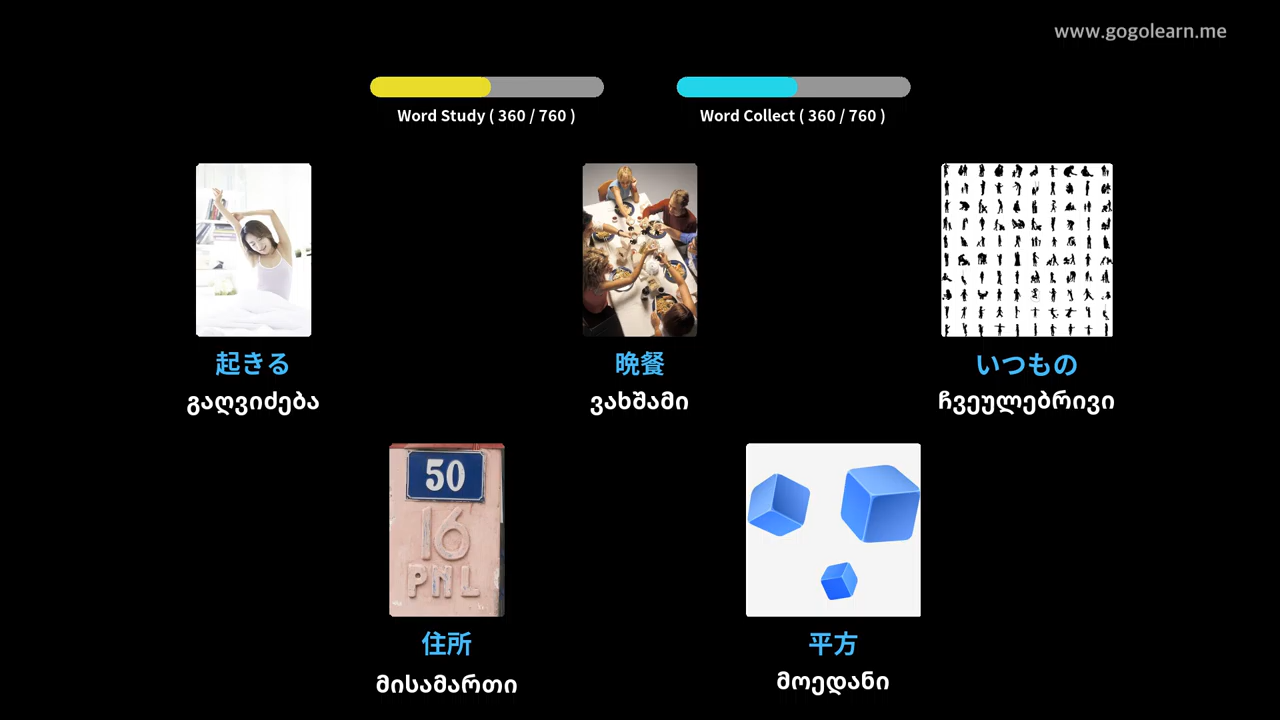 www.gogolearn.me
Word Study ( 360 / 760 )
Word Collect ( 360 / 760 )
起きる
გაღვიძება
晩餐
ვახშამი
いつもの
ჩვეულებრივი
50
16
PNL
住所
მისამართი
平方
მოედანი